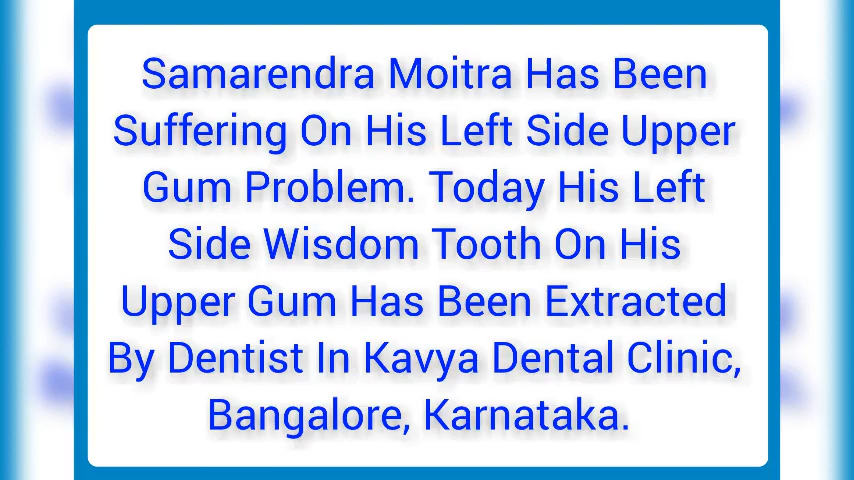 Samarendra Moitra Has Been
Suffering On His Left Side Upper
Gum Problem. Today His Left
Side Wisdom Tooth On His
Upper Gum Has Been Extracted
By Dentist In Kavya Dental Clinic,
Bangalore, Karnataka.